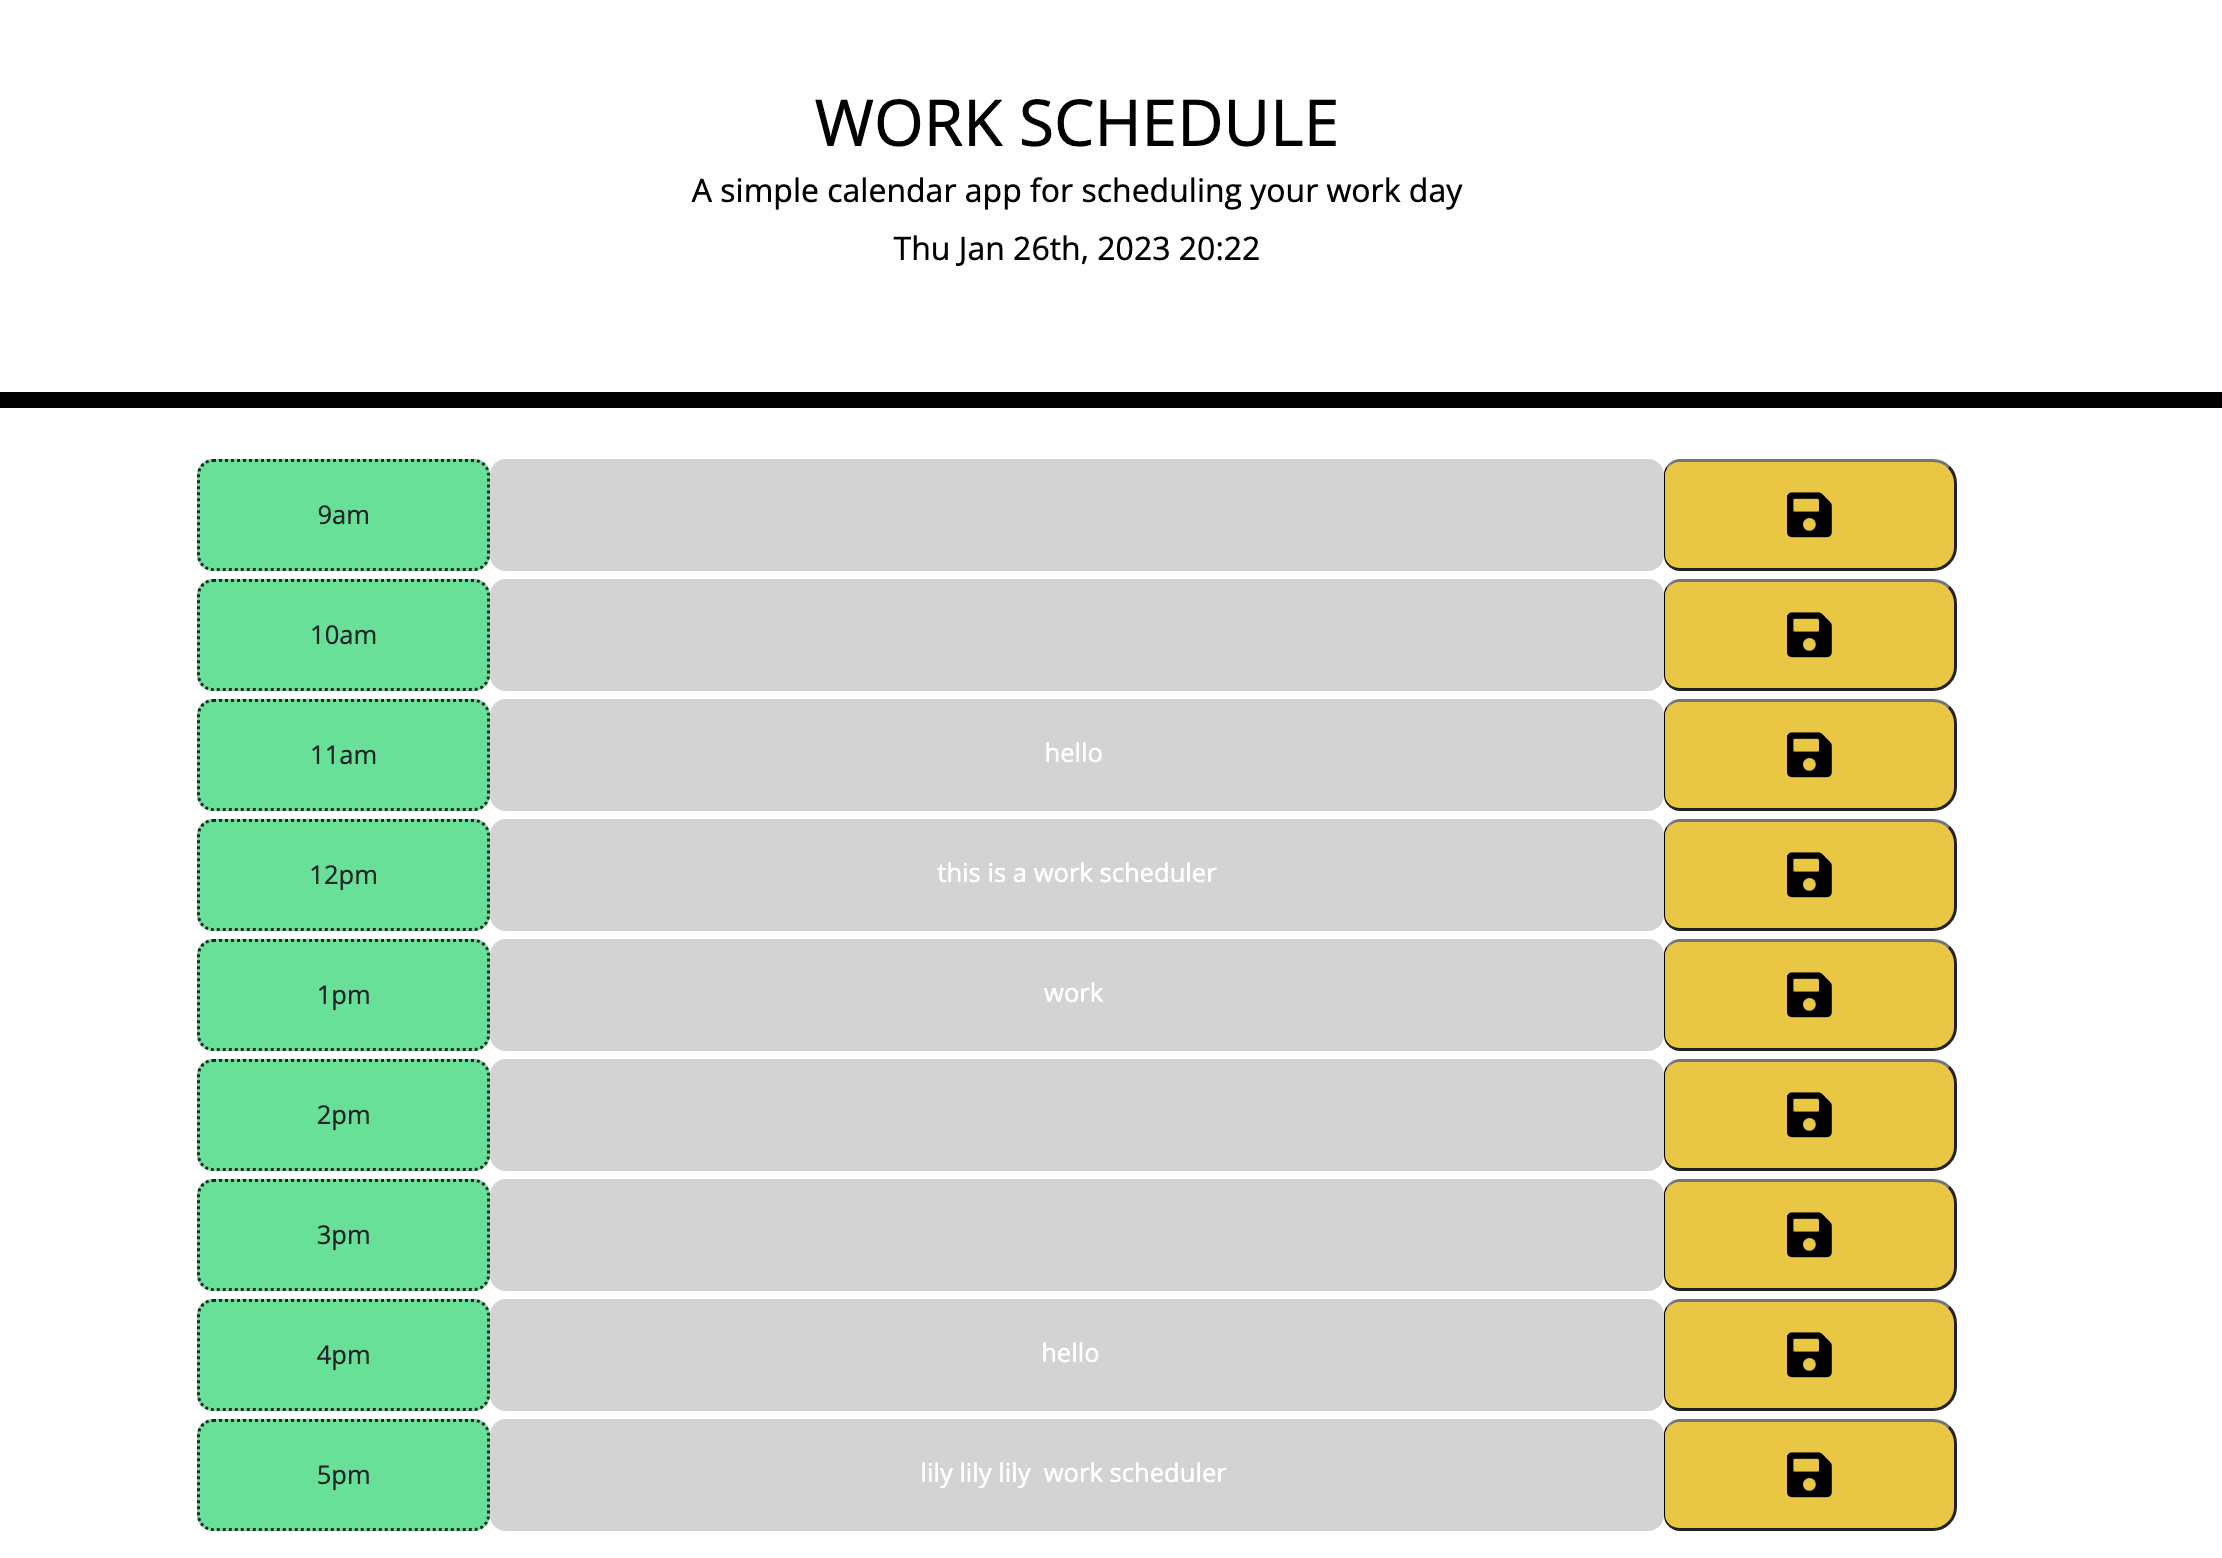 WORK SCHEDULE
A simple calendar app for scheduling your work day
Thu Jan 26th, 2023 20:22
9am
10am
11am hello
12pm this is a work scheduler
1pm work
2pm
3pm
4pm hello
5pm lily lily lily  work scheduler